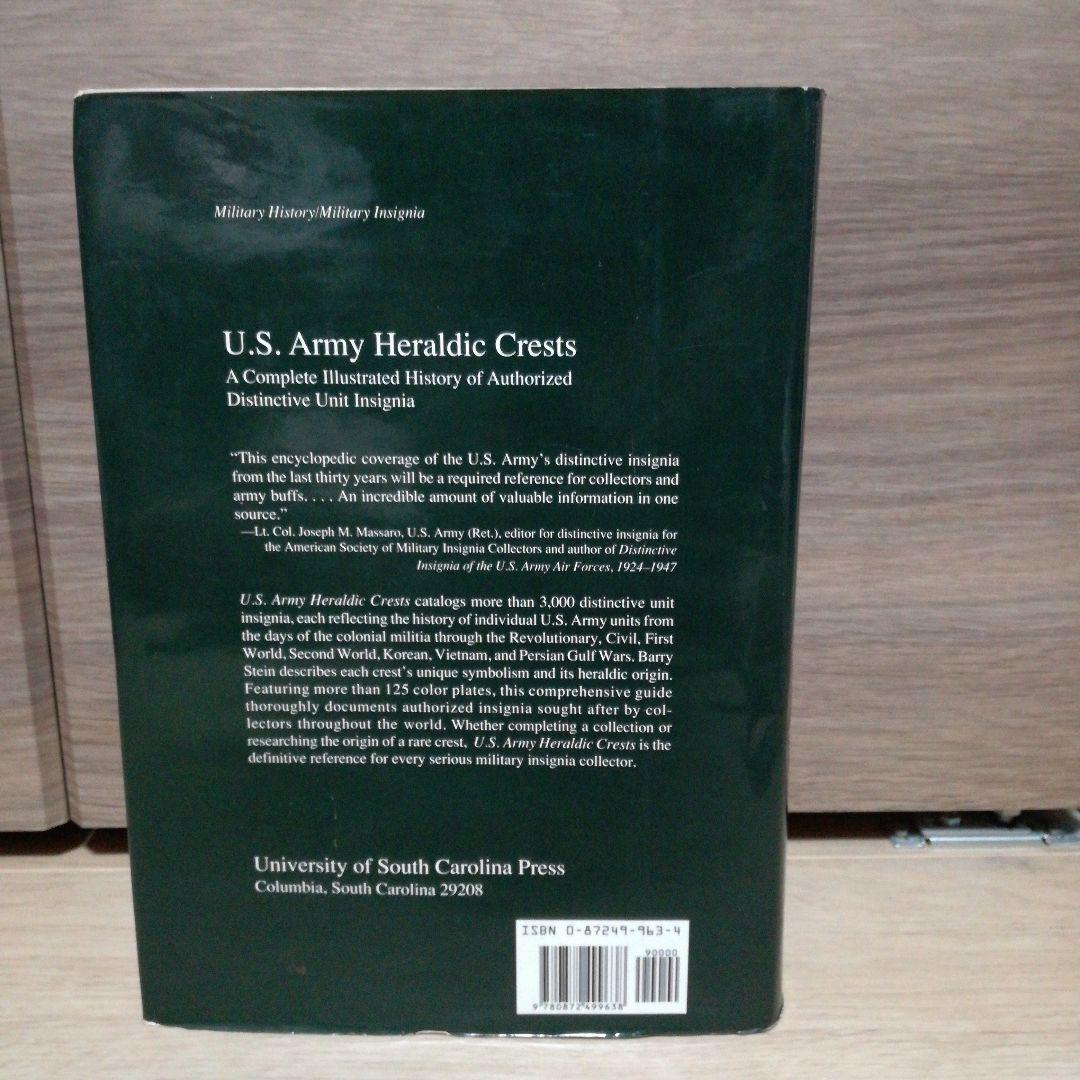 Military History/Military Insignia
U.S. Army Heraldic Crests
A Complete Illustrated History of Authorized
Distinctive Unit Insignia
“This encyclopedic coverage of the U.S. Army’s distinctive insignia
from the last thirty years will be a required reference for collectors and
army buffs. . . . An incredible amount of valuable information in one
source.”
—Lt. Col. Joseph M. Massaro, U.S. Army (Ret.), editor for distinctive insignia for
the American Society of Military Insignia Collectors and author of Distinctive
Insignia of the U.S. Army Air Forces, 1924–1947
U.S. Army Heraldic Crests catalogs more than 3,000 distinctive unit
insignia, each reflecting the history of individual U.S. Army units from
the days of the colonial militia through the Revolutionary, Civil, First
World, Second World, Korean, Vietnam, and Persian Gulf Wars. Barry
Stein describes each crest’s unique symbolism and its heraldic origin.
Featuring more than 125 color plates, this comprehensive guide
thoroughly documents authorized insignia sought after by col-
lectors throughout the world. Whether completing a collection or
researching the origin of a rare crest, U.S. Army Heraldic Crests is the
definitive reference for every serious military insignia collector.
University of South Carolina Press
Columbia, South Carolina 29208
ISBN 0-87249-963-4
90000
9 780872 499638